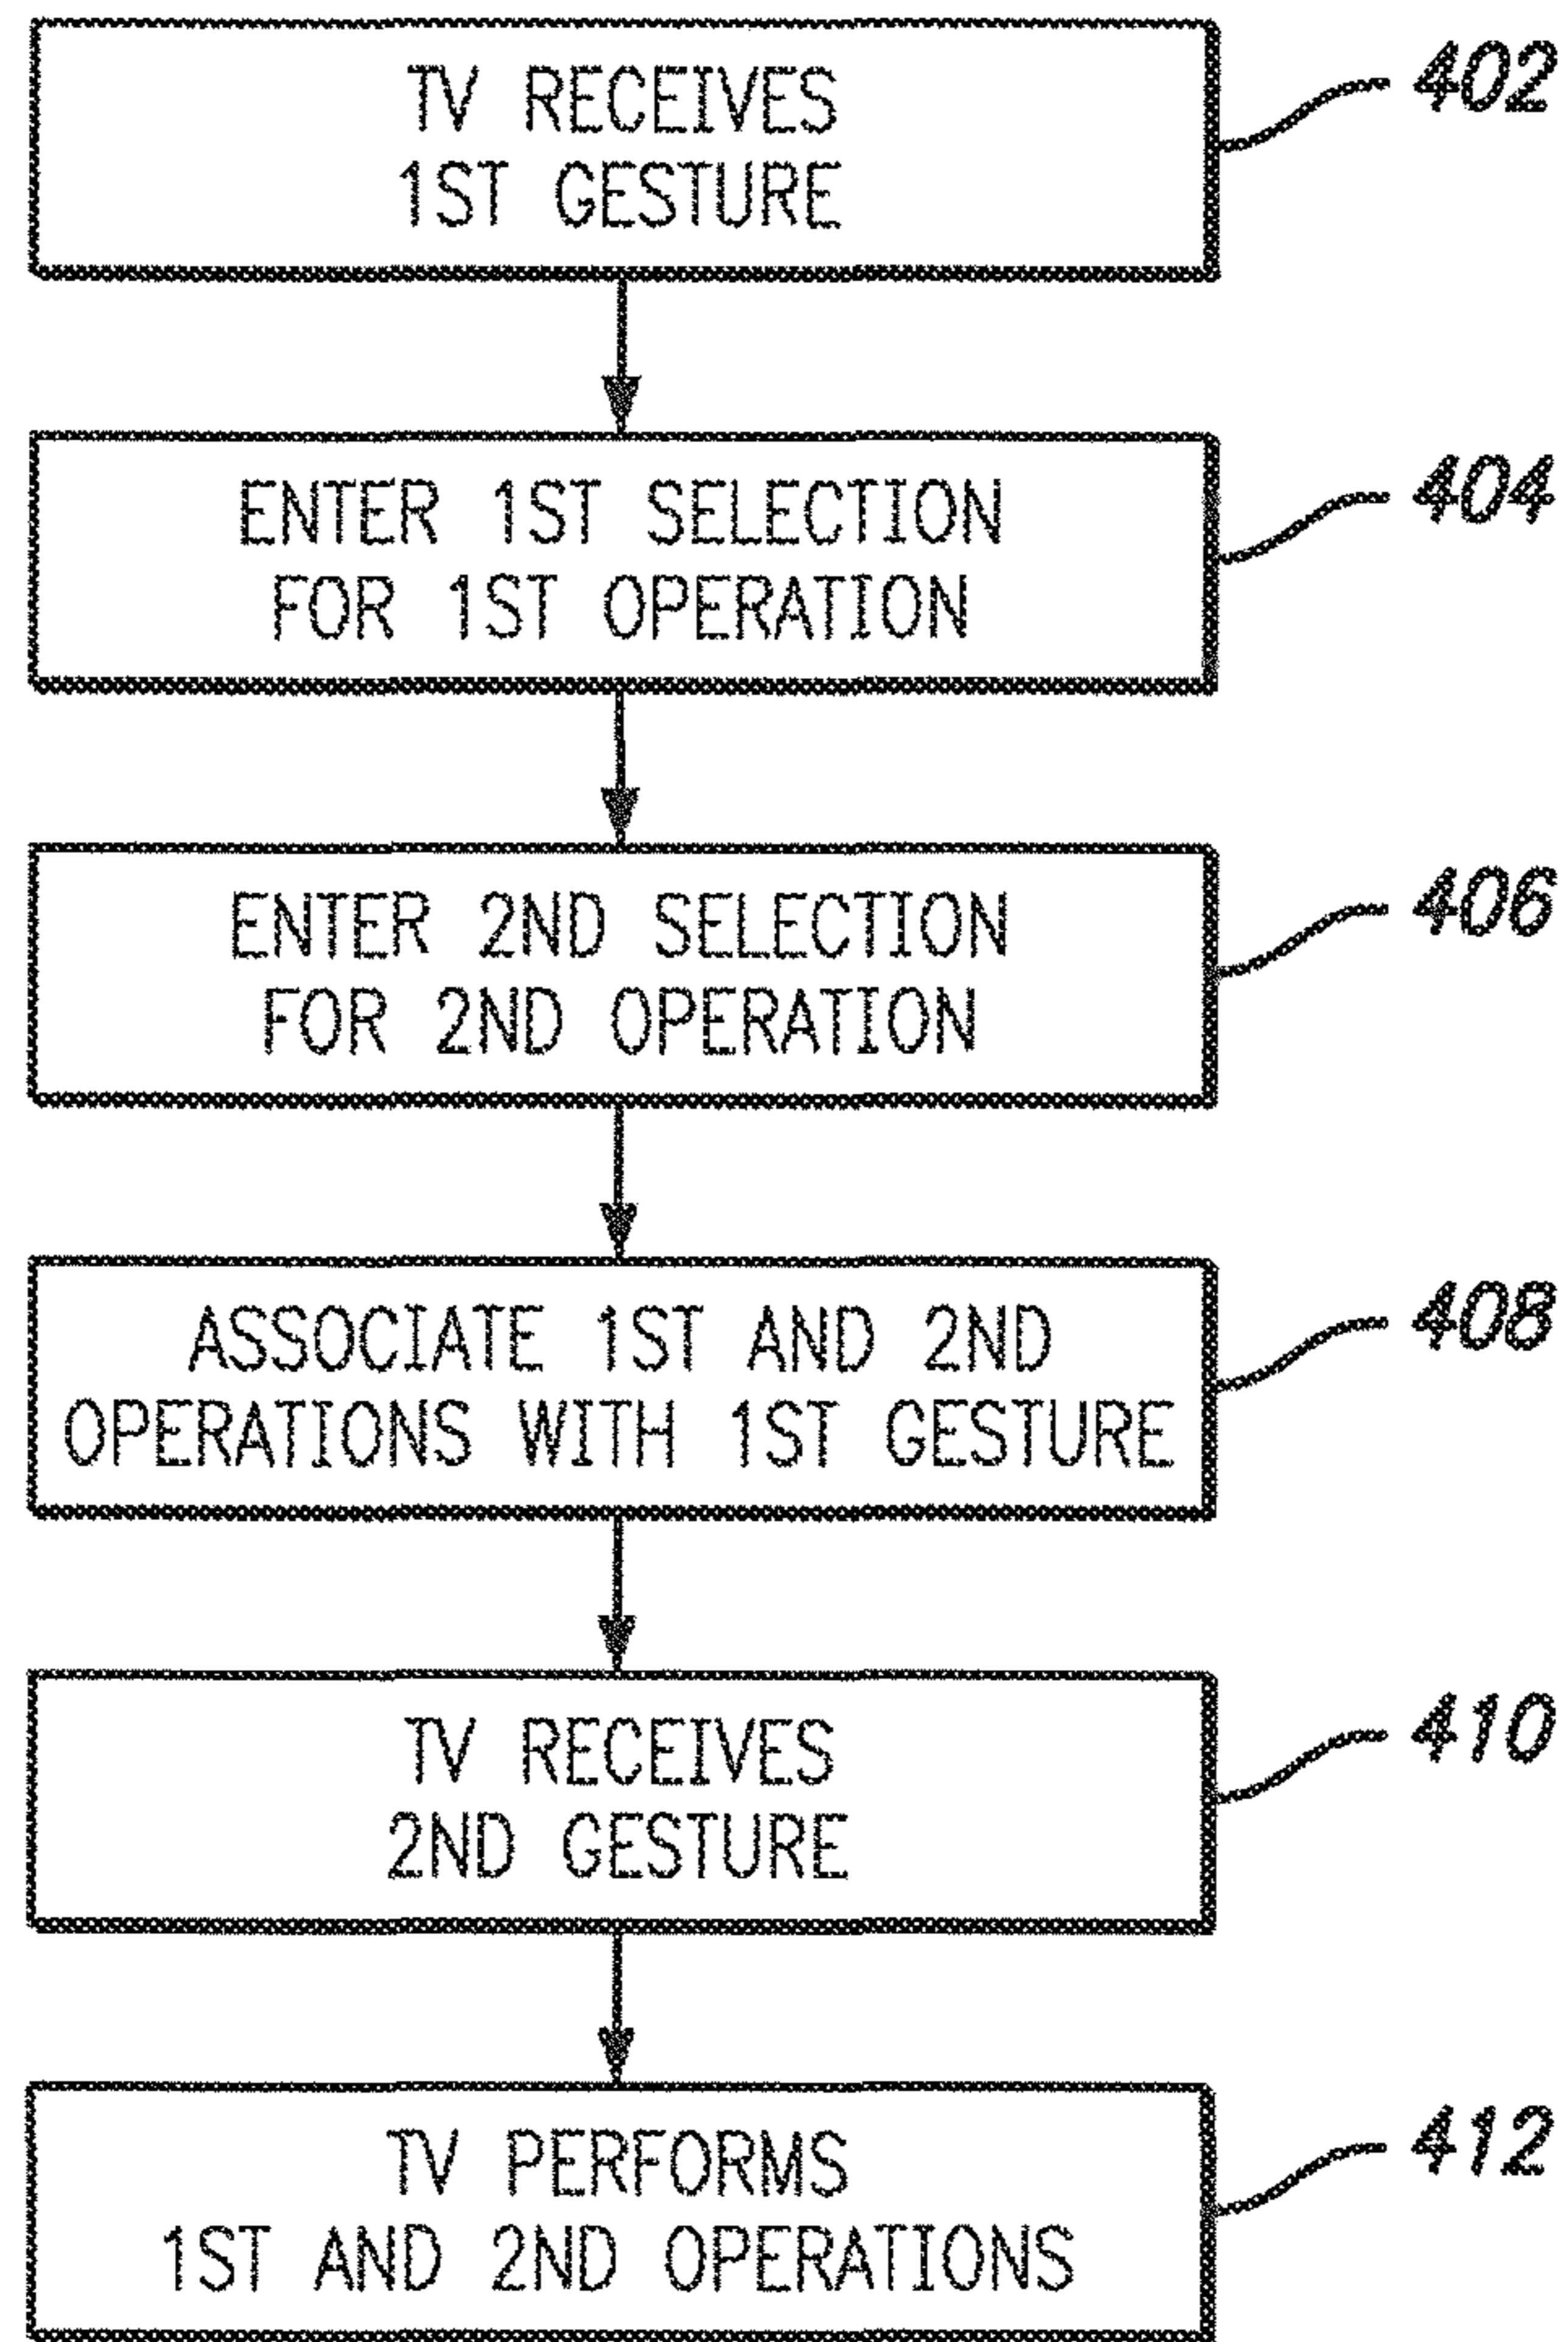 TV RECEIVES
1ST GESTURE
402
ENTER 1ST SELECTION
FOR 1ST OPERATION
404
ENTER 2ND SELECTION
FOR 2ND OPERATION
406
ASSOCIATE 1ST AND 2ND
OPERATIONS WITH 1ST GESTURE
408
TV RECEIVES
2ND GESTURE
410
TV PERFORMS
1ST AND 2ND OPERATIONS
412